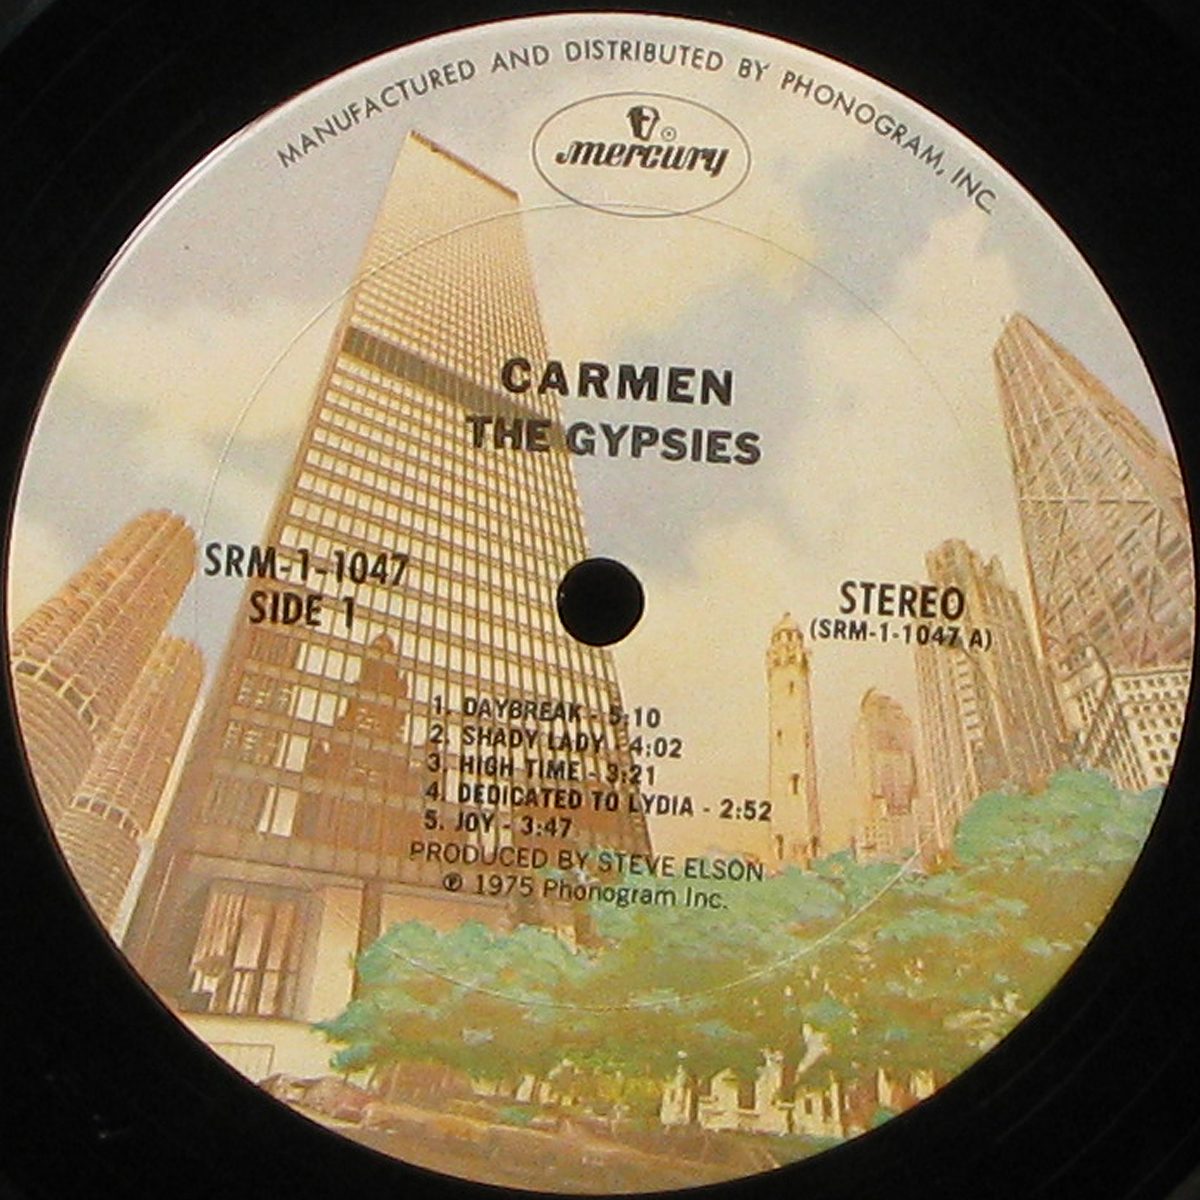 MANUFACTURED AND DISTRIBUTED BY PHONOGRAM, INC.
mercury
CARMEN
THE GYPSIES
SRM-1-1047
SIDE 1
STEREO
(SRM-1-1047 A)
1. DAYBREAK - 5:10
2. SHADY LADY - 4:02
3. HIGH TIME - 3:21
4. DEDICATED TO LYDIA - 2:52
5. JOY - 3:47
PRODUCED BY STEVE ELSON
℗ 1975 Phonogram Inc.